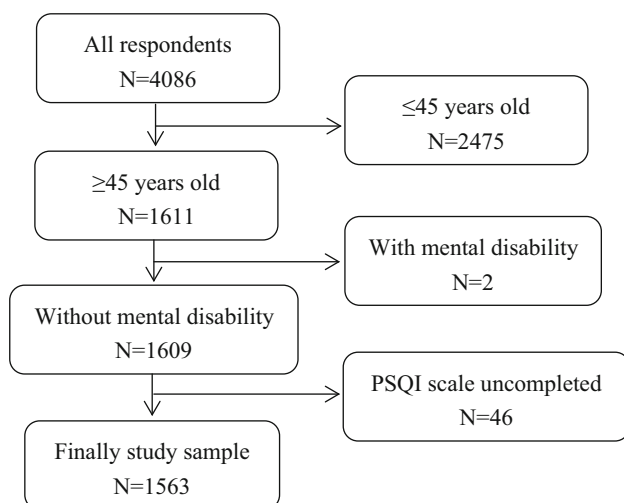 All respondents
N=4086
≤45 years old
N=2475
≥45 years old
N=1611
With mental disability
N=2
Without mental disability
N=1609
PSQI scale uncompleted
N=46
Finally study sample
N=1563